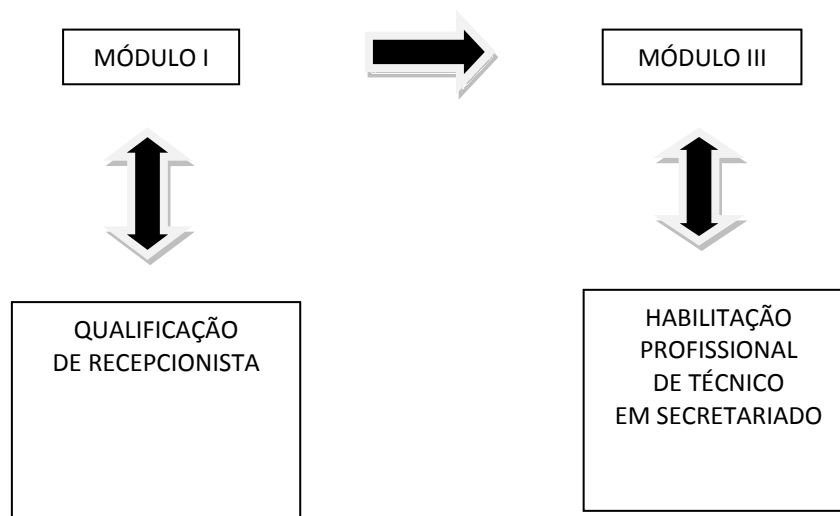 MÓDULO I
MÓDULO III
QUALIFICAÇÃO
DE RECEPCIONISTA
HABILITAÇÃO
PROFISSIONAL
DE TÉCNICO
EM SECRETARIADO